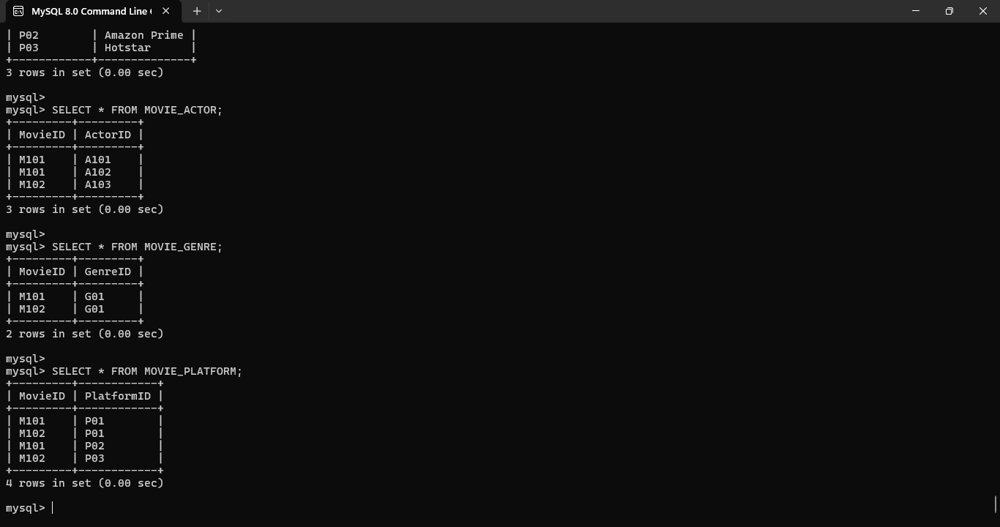 MySQL 8.0 Command Line
| P02        | Amazon Prime |
| P03        | Hotstar      |
+------------+--------------+
3 rows in set (0.00 sec)
mysql>
mysql> SELECT * FROM MOVIE_ACTOR;
+---------+---------+
| MovieID | ActorID |
+---------+---------+
| M101    | A101    |
| M101    | A102    |
| M102    | A103    |
+---------+---------+
3 rows in set (0.00 sec)
mysql>
mysql> SELECT * FROM MOVIE_GENRE;
+---------+---------+
| MovieID | GenreID |
+---------+---------+
| M101    | G01     |
| M102    | G01     |
+---------+---------+
2 rows in set (0.00 sec)
mysql>
mysql> SELECT * FROM MOVIE_PLATFORM;
+---------+------------+
| MovieID | PlatformID |
+---------+------------+
| M101    | P01        |
| M102    | P01        |
| M101    | P02        |
| M102    | P03        |
+---------+------------+
4 rows in set (0.00 sec)
mysql>